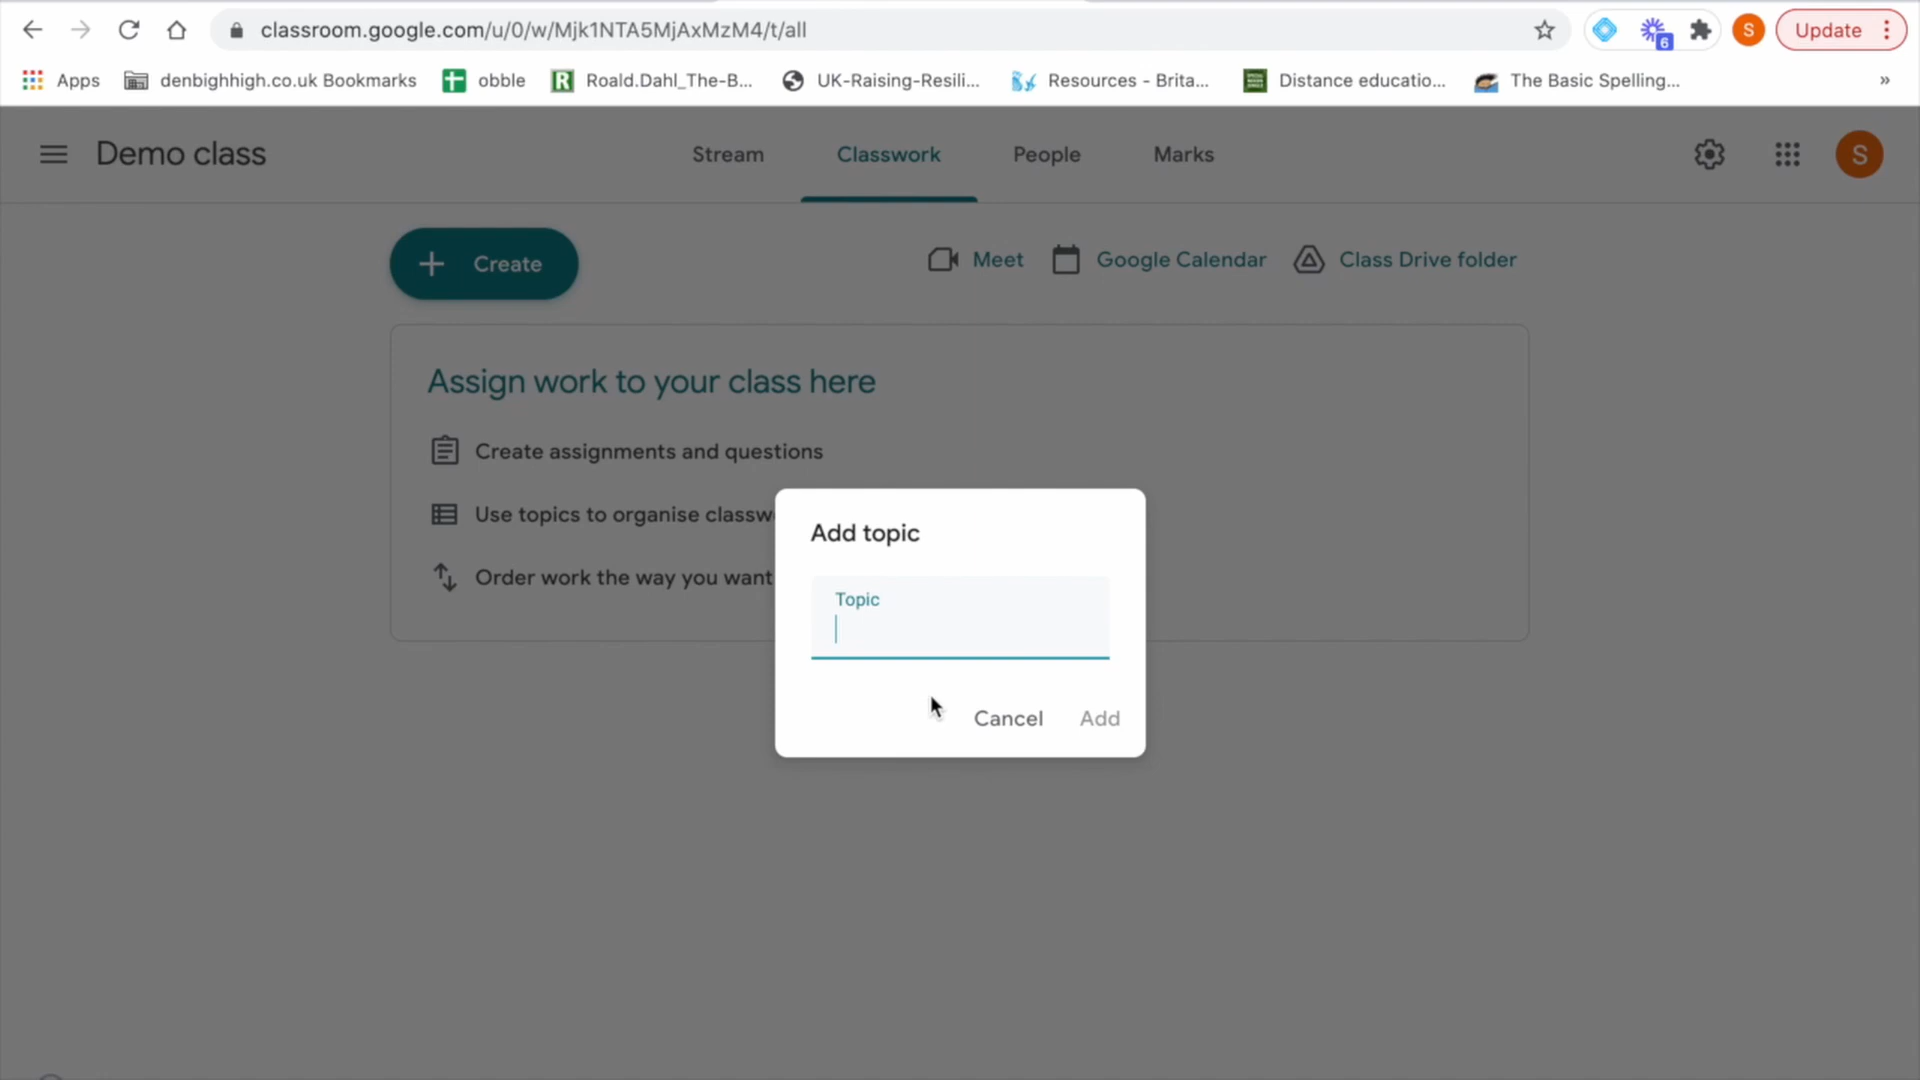 classroom.google.com/u/0/w/Mjk1NTA5MjAxMzM4/t/all
S
Update
6
Apps
denbighhigh.co.uk Bookmarks
obble
R
Roald.Dahl_The-B...
UK-Raising-Resili...
Resources - Brita...
Distance educatio...
The Basic Spelling...
»
Demo class
Stream
Classwork
People
Marks
S
Create
Meet
Google Calendar
Class Drive folder
Assign work to your class here
Create assignments and questions
Use topics to organise classw
Order work the way you want
Add topic
Topic
Cancel
Add